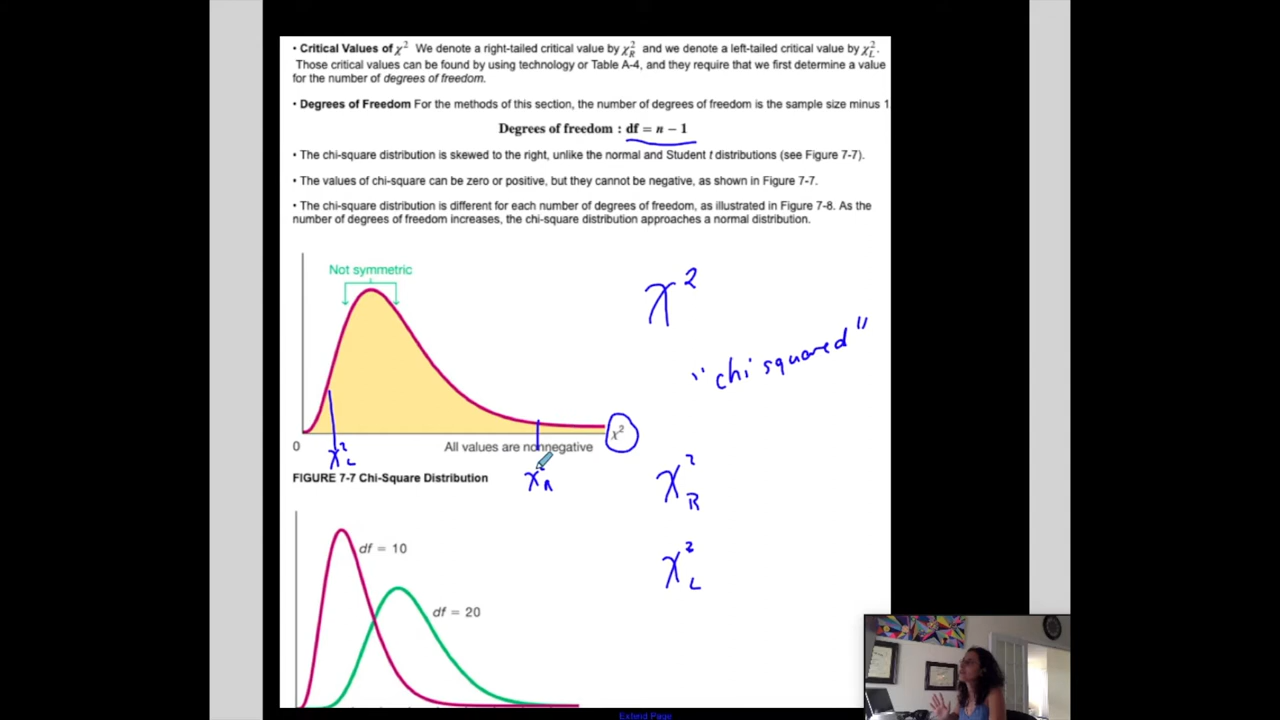 • Critical Values of χ² We denote a right-tailed critical value by χ²_R and we denote a left-tailed critical value by χ²_L.
Those critical values can be found by using technology or Table A-4, and they require that we first determine a value
for the number of degrees of freedom.
• Degrees of Freedom For the methods of this section, the number of degrees of freedom is the sample size minus 1
Degrees of freedom : df = n − 1
• The chi-square distribution is skewed to the right, unlike the normal and Student t distributions (see Figure 7-7).
• The values of chi-square can be zero or positive, but they cannot be negative, as shown in Figure 7-7.
• The chi-square distribution is different for each number of degrees of freedom, as illustrated in Figure 7-8. As the
number of degrees of freedom increases, the chi-square distribution approaches a normal distribution.
Not symmetric
χ²
"chi squared"
χ²
0
All values are nonnegative
χ²_L
χ²_R
FIGURE 7-7 Chi-Square Distribution
χ²_R
df = 10
χ²_L
df = 20
Extend Page